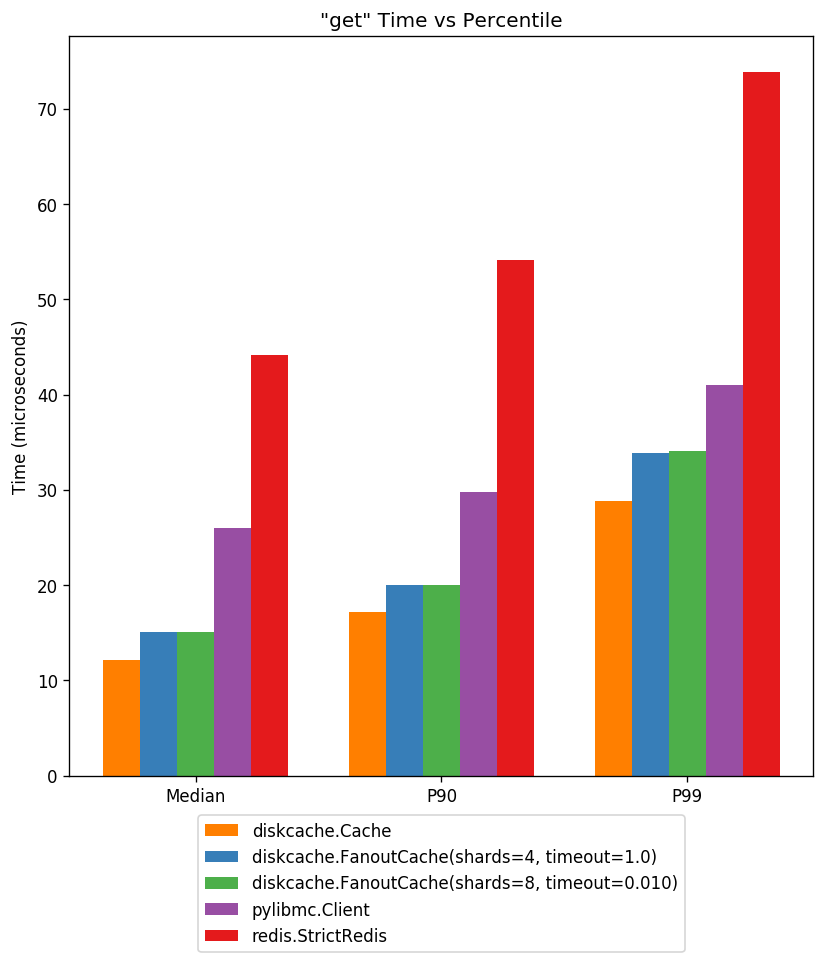 "get" Time vs Percentile
Time (microseconds)
70
60
50
40
30
20
10
0
Median P90 P99
diskcache.Cache
diskcache.FanoutCache(shards=4, timeout=1.0)
diskcache.FanoutCache(shards=8, timeout=0.010)
pylibmc.Client
redis.StrictRedis